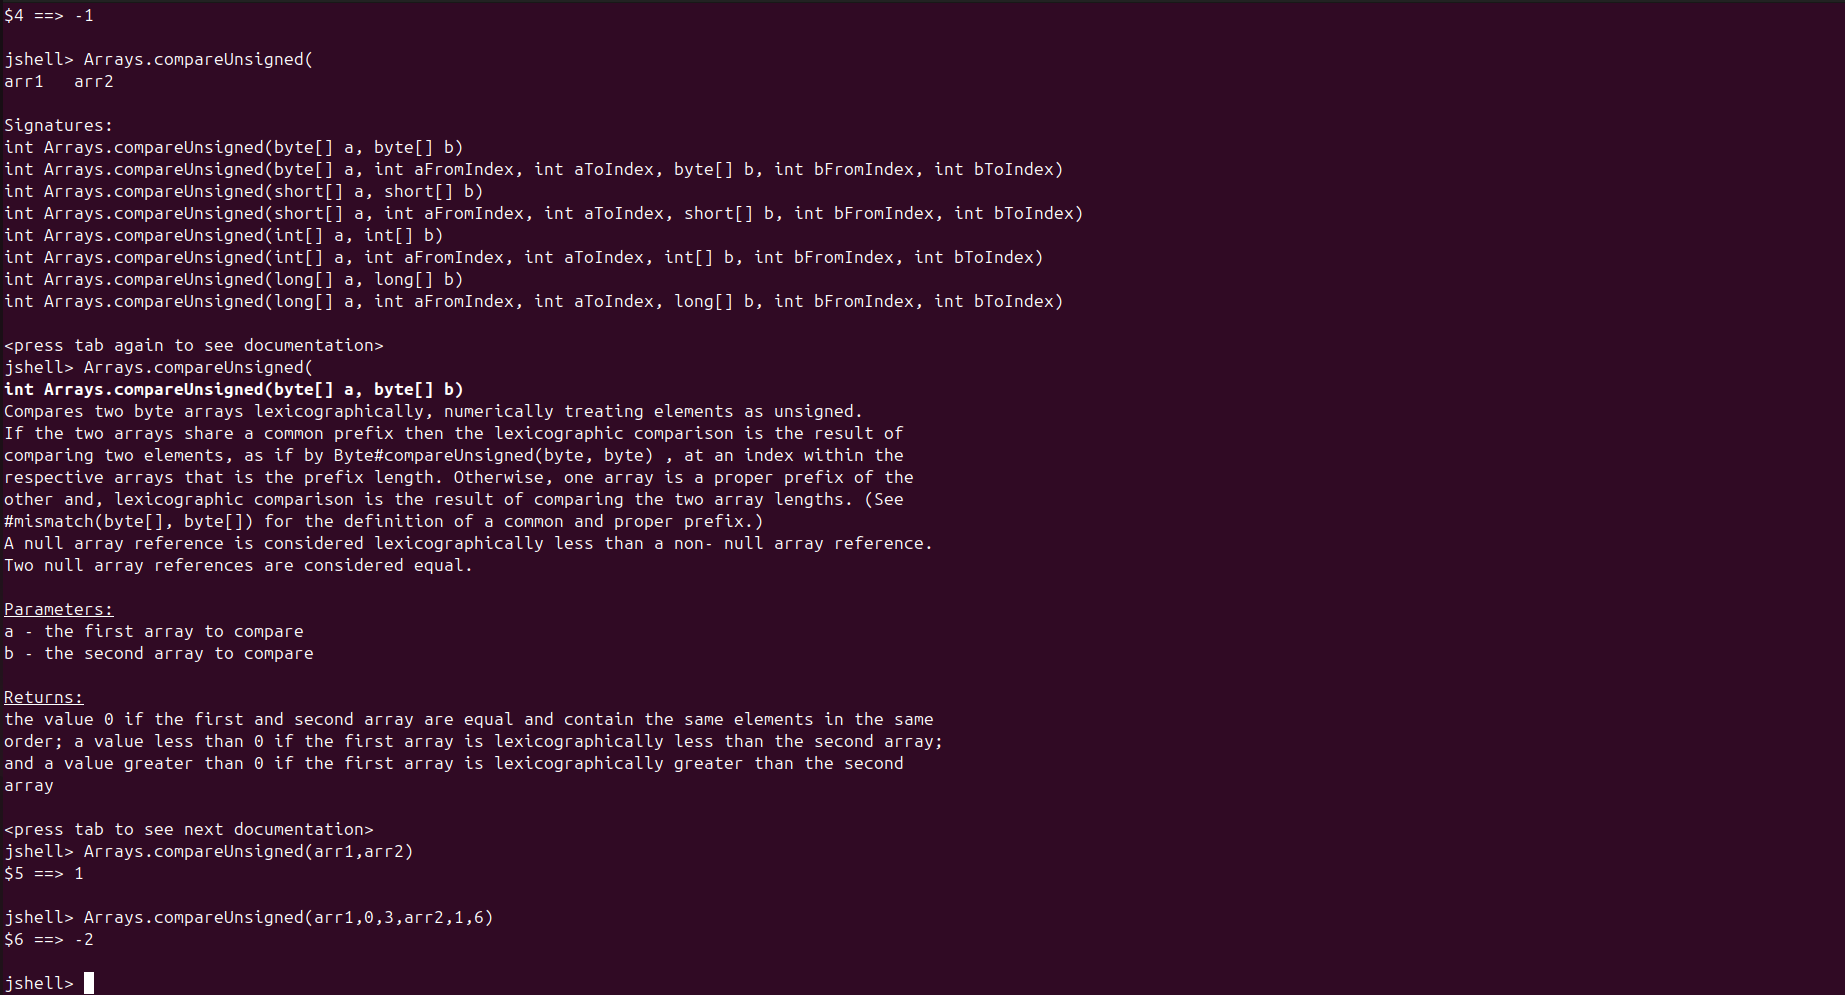 $4 ==> -1
jshell> Arrays.compareUnsigned(
arr1   arr2
Signatures:
int Arrays.compareUnsigned(byte[] a, byte[] b)
int Arrays.compareUnsigned(byte[] a, int aFromIndex, int aToIndex, byte[] b, int bFromIndex, int bToIndex)
int Arrays.compareUnsigned(short[] a, short[] b)
int Arrays.compareUnsigned(short[] a, int aFromIndex, int aToIndex, short[] b, int bFromIndex, int bToIndex)
int Arrays.compareUnsigned(int[] a, int[] b)
int Arrays.compareUnsigned(int[] a, int aFromIndex, int aToIndex, int[] b, int bFromIndex, int bToIndex)
int Arrays.compareUnsigned(long[] a, long[] b)
int Arrays.compareUnsigned(long[] a, int aFromIndex, int aToIndex, long[] b, int bFromIndex, int bToIndex)
<press tab again to see documentation>
jshell> Arrays.compareUnsigned(
int Arrays.compareUnsigned(byte[] a, byte[] b)
Compares two byte arrays lexicographically, numerically treating elements as unsigned.
If the two arrays share a common prefix then the lexicographic comparison is the result of
comparing two elements, as if by Byte#compareUnsigned(byte, byte) , at an index within the
respective arrays that is the prefix length. Otherwise, one array is a proper prefix of the
other and, lexicographic comparison is the result of comparing the two array lengths. (See
#mismatch(byte[], byte[]) for the definition of a common and proper prefix.)
A null array reference is considered lexicographically less than a non- null array reference.
Two null array references are considered equal.
Parameters:
a - the first array to compare
b - the second array to compare
Returns:
the value 0 if the first and second array are equal and contain the same elements in the same
order; a value less than 0 if the first array is lexicographically less than the second array;
and a value greater than 0 if the first array is lexicographically greater than the second
array
<press tab to see next documentation>
jshell> Arrays.compareUnsigned(arr1,arr2)
$5 ==> 1
jshell> Arrays.compareUnsigned(arr1,0,3,arr2,1,6)
$6 ==> -2
jshell>